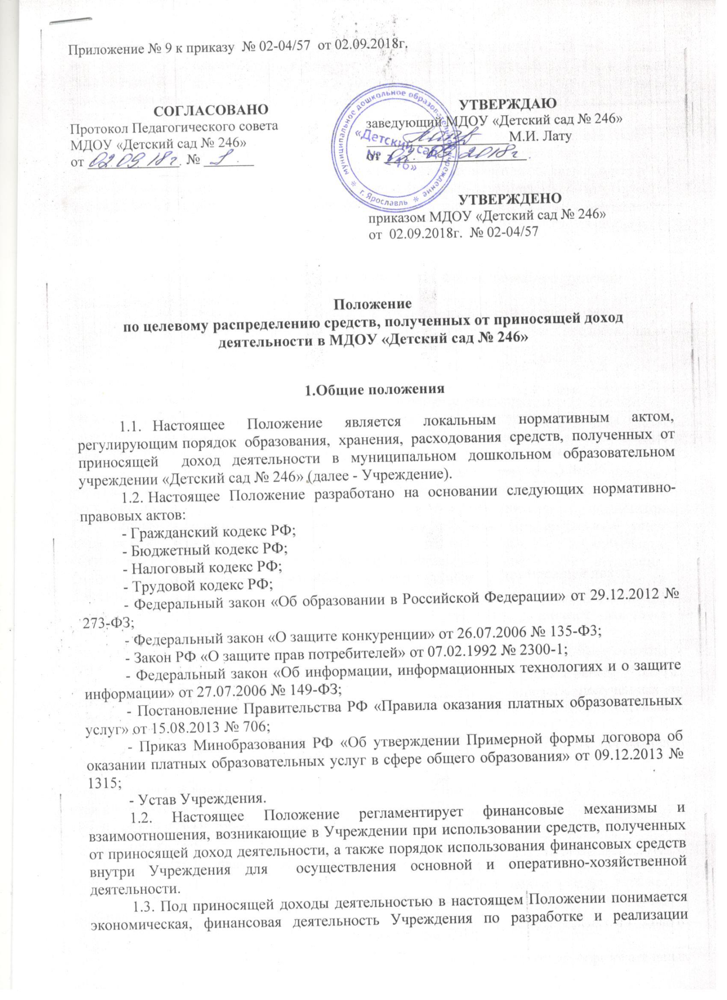 Приложение № 9 к приказу № 02-04/57 от 02.09.2018г.
СОГЛАСОВАНО
Протокол Педагогического совета
МДОУ «Детский сад № 246»
от 02.09.18г. № 1
УТВЕРЖДАЮ
заведующий МДОУ «Детский сад № 246»
М.И. Лату
от 02. 09. 2018г.
муниципальное дошкольное образовательное учреждение
г. Ярославль
«Детский сад
№ 246»
УТВЕРЖДЕНО
приказом МДОУ «Детский сад № 246»
от 02.09.2018г. № 02-04/57
Положение
по целевому распределению средств, полученных от приносящей доход
деятельности в МДОУ «Детский сад № 246»
1.Общие положения
1.1. Настоящее Положение является локальным нормативным актом,
регулирующим порядок образования, хранения, расходования средств, полученных от
приносящей доход деятельности в муниципальном дошкольном образовательном
учреждении «Детский сад № 246» (далее - Учреждение).
1.2. Настоящее Положение разработано на основании следующих нормативно-
правовых актов:
- Гражданский кодекс РФ;
- Бюджетный кодекс РФ;
- Налоговый кодекс РФ;
- Трудовой кодекс РФ;
- Федеральный закон «Об образовании в Российской Федерации» от 29.12.2012 №
273-ФЗ;
- Федеральный закон «О защите конкуренции» от 26.07.2006 № 135-ФЗ;
- Закон РФ «О защите прав потребителей» от 07.02.1992 № 2300-1;
- Федеральный закон «Об информации, информационных технологиях и о защите
информации» от 27.07.2006 № 149-ФЗ;
- Постановление Правительства РФ «Правила оказания платных образовательных
услуг» от 15.08.2013 № 706;
- Приказ Минобразования РФ «Об утверждении Примерной формы договора об
оказании платных образовательных услуг в сфере общего образования» от 09.12.2013 №
1315;
- Устав Учреждения.
1.2. Настоящее Положение регламентирует финансовые механизмы и
взаимоотношения, возникающие в Учреждении при использовании средств, полученных
от приносящей доход деятельности, а также порядок использования финансовых средств
внутри Учреждения для осуществления основной и оперативно-хозяйственной
деятельности.
1.3. Под приносящей доходы деятельностью в настоящем Положении понимается
экономическая, финансовая деятельность Учреждения по разработке и реализации